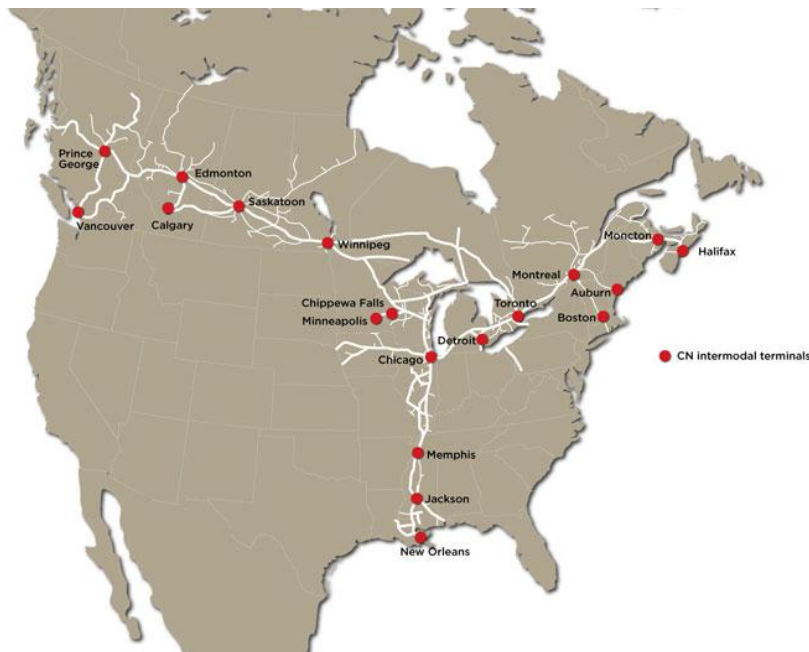 Prince
George
Edmonton
Saskatoon
Vancouver
Calgary
Winnipeg
Moncton
Halifax
Montreal
Auburn
Chippewa Falls
Toronto
Minneapolis
Boston
Detroit
Chicago
CN intermodal terminals
Memphis
Jackson
New Orleans